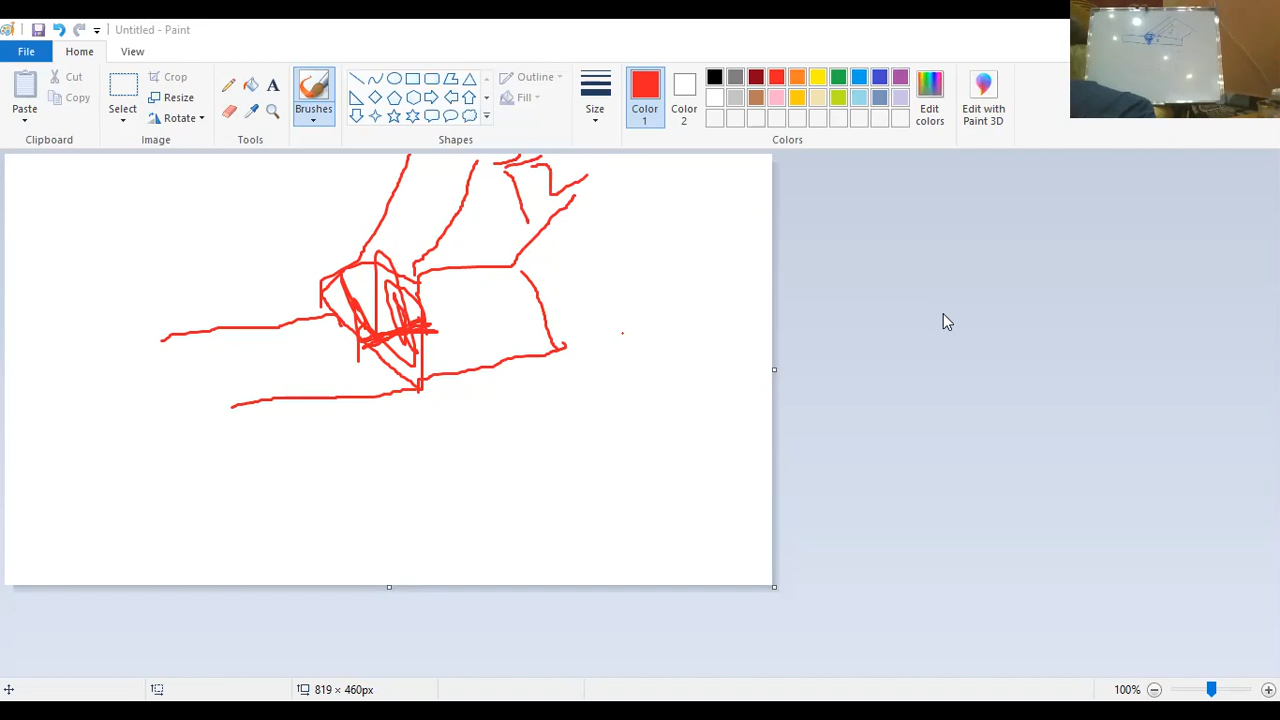 Untitled - Paint
File
Home
View
Paste
Cut
Copy
Clipboard
Select
Crop
Resize
Rotate
Image
A
Tools
Brushes
Outline
Fill
Shapes
Size
Color
1
Color
2
Edit
colors
Edit with
Paint 3D
Colors
819 × 460px
100%